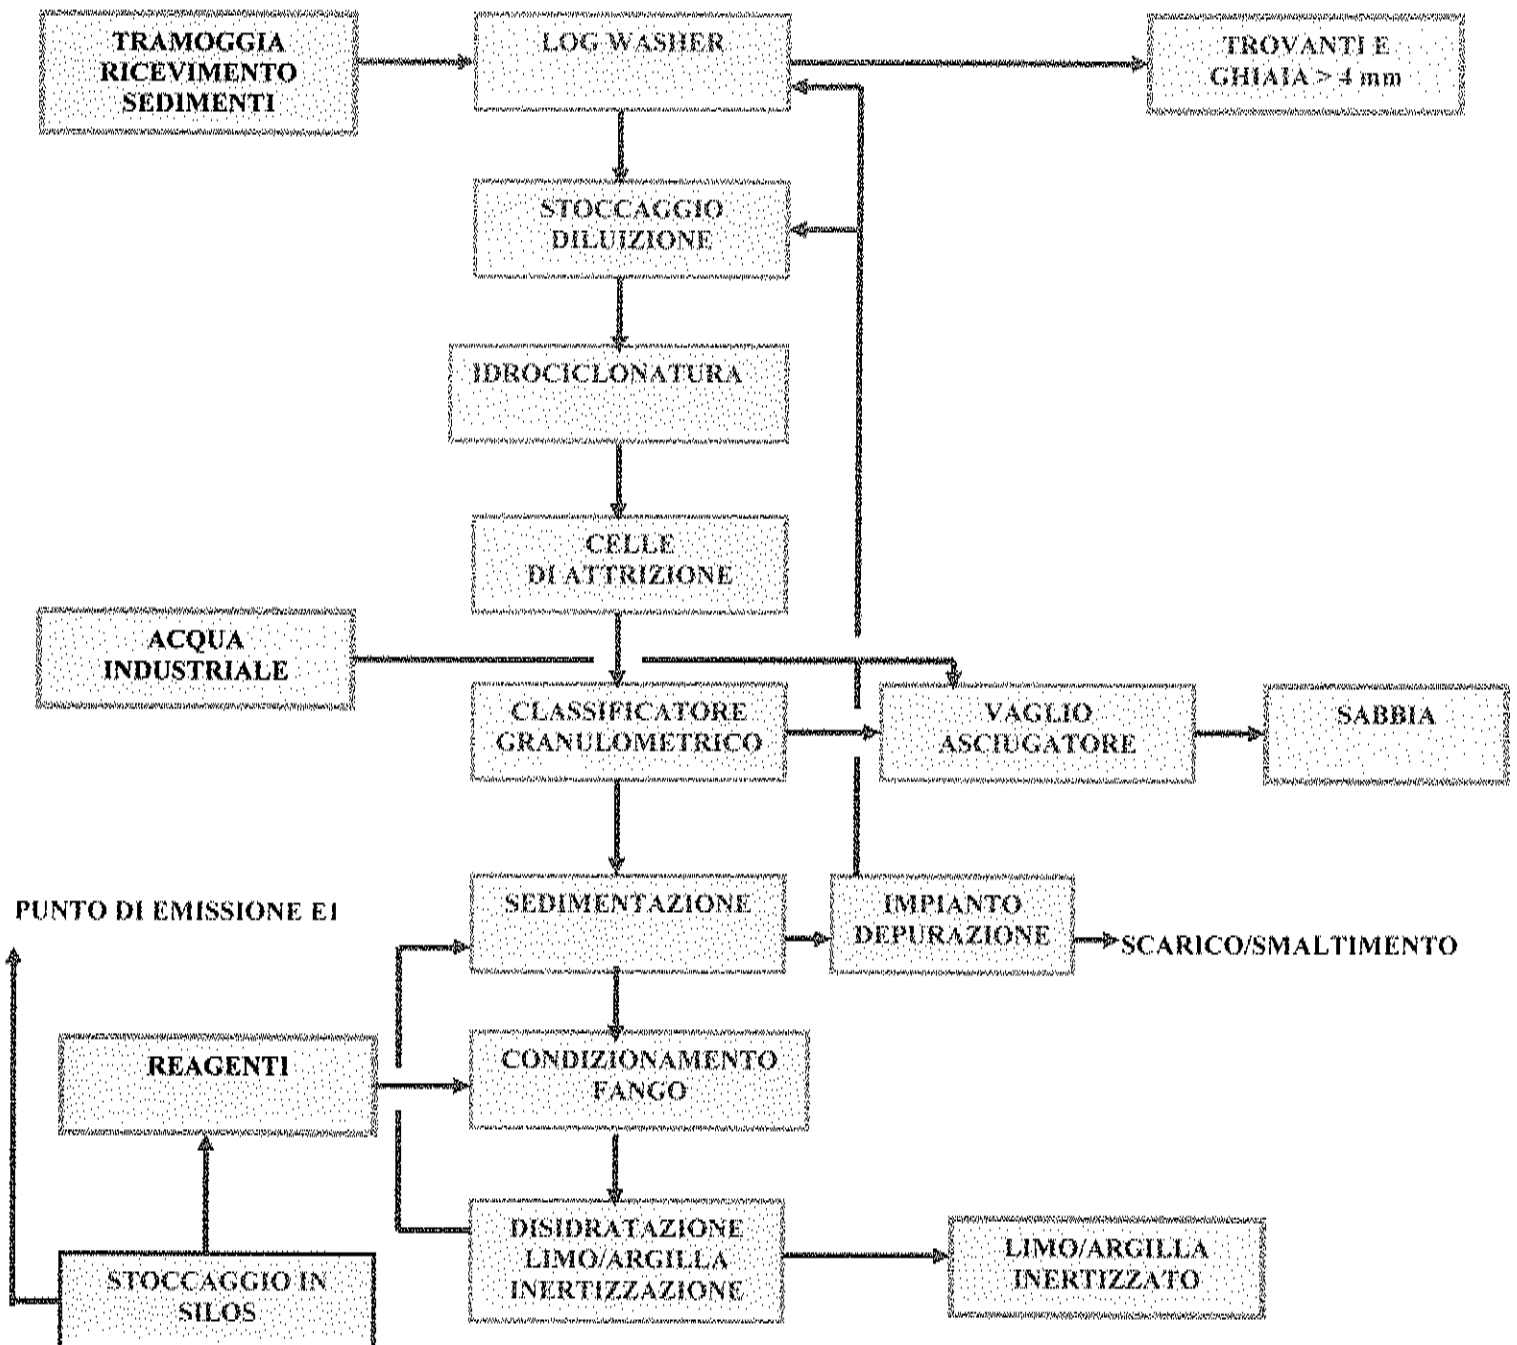 TRAMOGGIA
RICEVIMENTO
SEDIMENTI
LOG WASHER
TROVANTI E
GHIAIA > 4 mm
STOCCAGGIO
DILUIZIONE
IDROCICLONATURA
CELLE
DI ATTRIZIONE
ACQUA
INDUSTRIALE
CLASSIFICATORE
GRANULOMETRICO
VAGLIO
ASCIUGATORE
SABBIA
PUNTO DI EMISSIONE E1
SEDIMENTAZIONE
IMPIANTO
DEPURAZIONE
SCARICO/SMALTIMENTO
REAGENTI
CONDIZIONAMENTO
FANGO
STOCCAGGIO IN
SILOS
DISIDRATAZIONE
LIMO/ARGILLA
INERTIZZAZIONE
LIMO/ARGILLA
INERTIZZATO